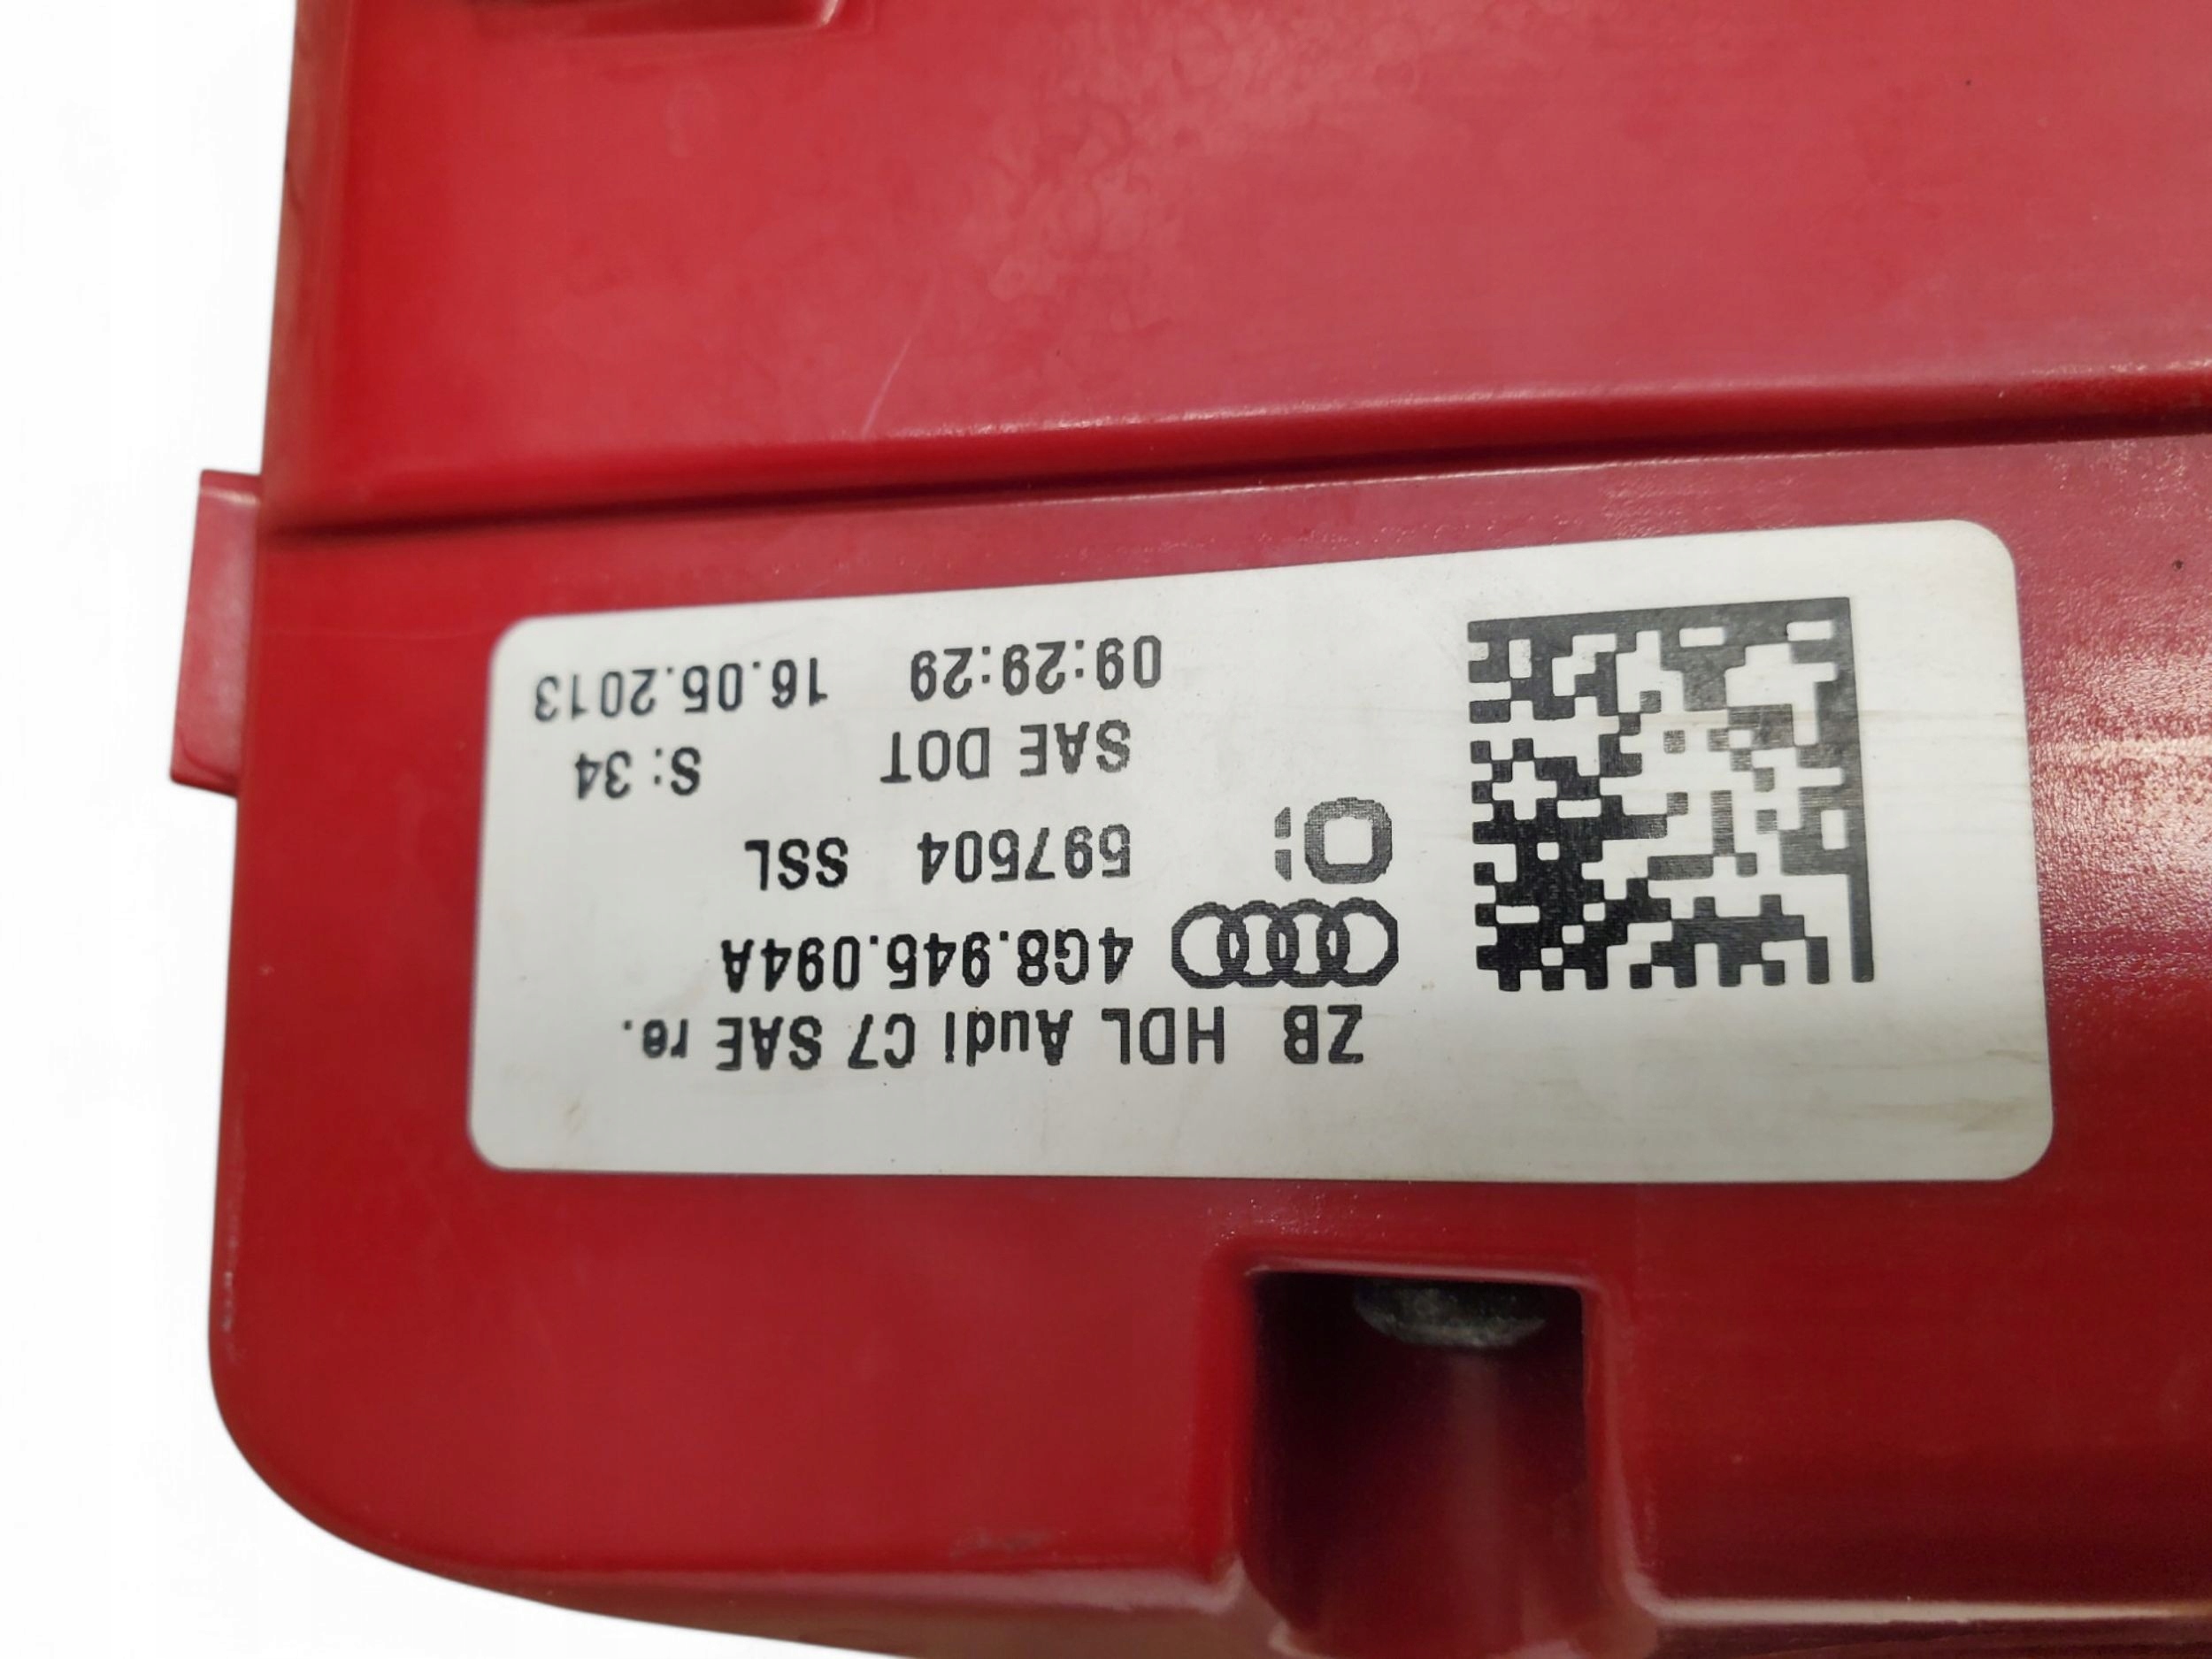 ZB HDL Audi C7 SAE re.
4G8.945.094A
597504 SSL
SAE DOT S: 34
09:29:29 16.05.2013